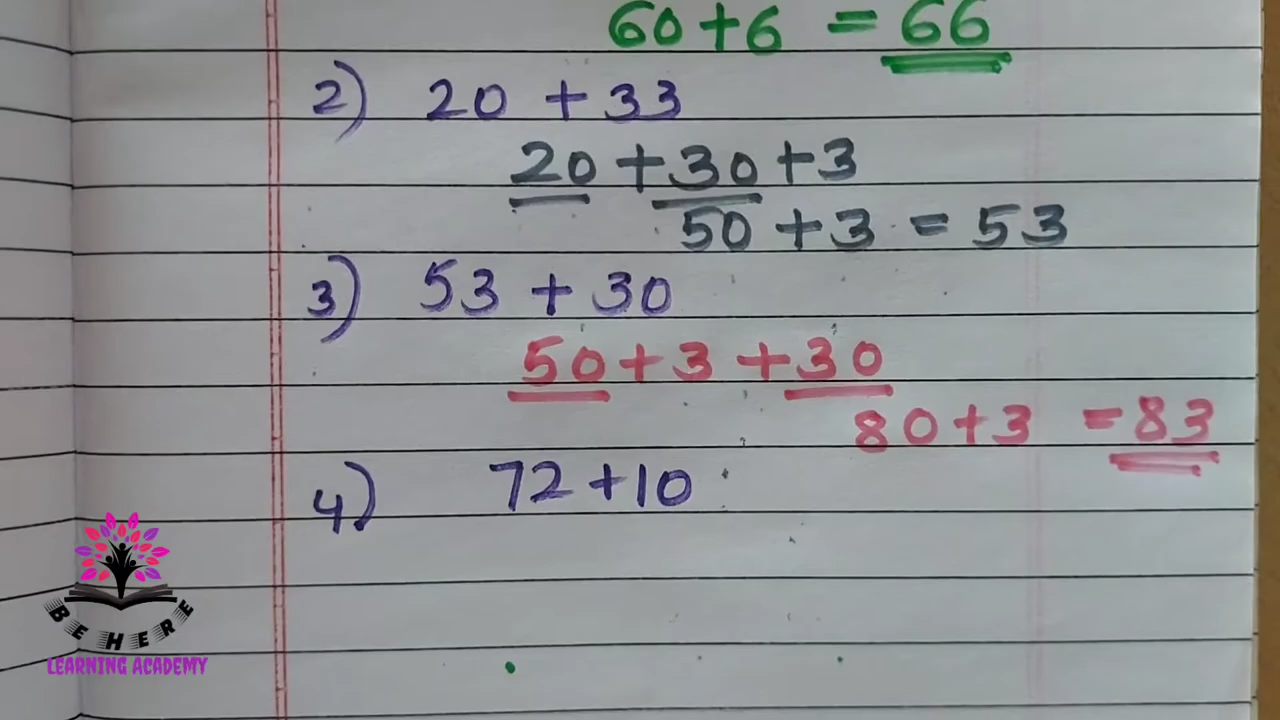 60+6 = 66
2) 20 + 33
20 + 30 + 3
50 + 3 = 53
3) 53 + 30
50 + 3 + 30
80+3 = 83
4) 72+10
BE HERE
LEARNING ACADEMY